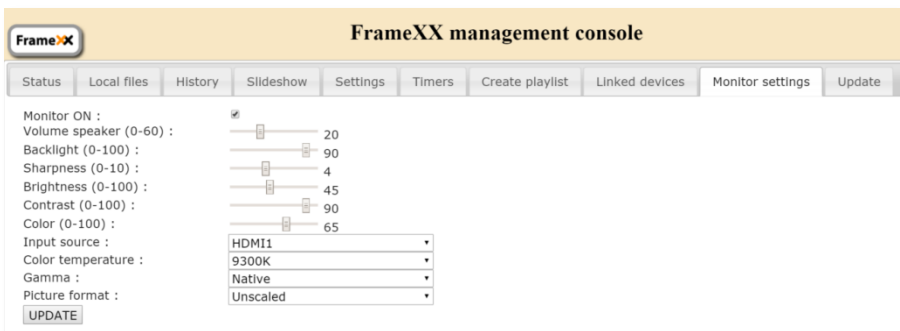 FrameXX
FrameXX management console
Status Local files History Slideshow Settings Timers Create playlist Linked devices Monitor settings Update
Monitor ON :
Volume speaker (0-60) : 20
Backlight (0-100) : 90
Sharpness (0-10) : 4
Brightness (0-100) : 45
Contrast (0-100) : 90
Color (0-100) : 65
Input source : HDMI1
Color temperature : 9300K
Gamma : Native
Picture format : Unscaled
UPDATE